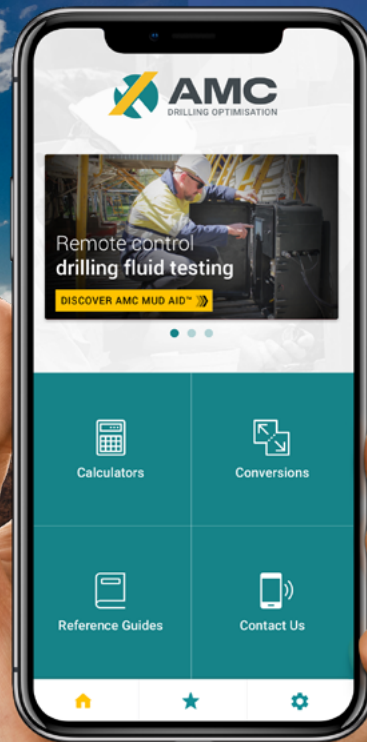 AMC
DRILLING OPTIMISATION
Remote control
drilling fluid testing
DISCOVER AMC MUD AID™
Calculators
Conversions
Reference Guides
Contact Us